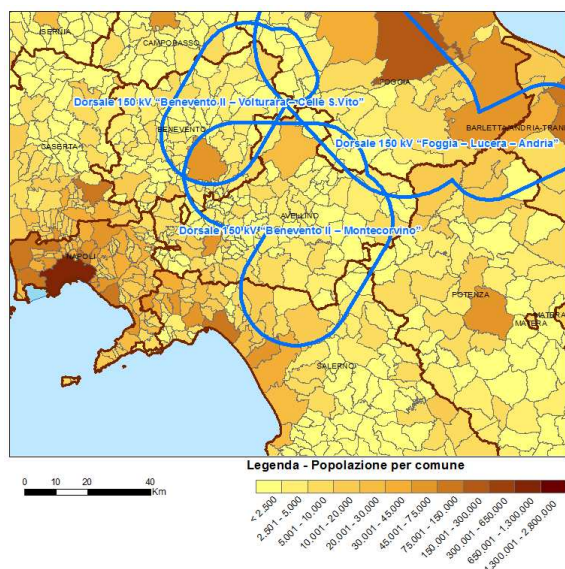 ISERNIA
CAMPOBASSO
FOGGIA
Dorsale 150 kV "Benevento II – Volturara – Celle S.Vito"
BENEVENTO
BARLETTA-ANDRIA-TRANI
CASERTA
Dorsale 150 kV "Foggia – Lucera – Andria"
AVELLINO
Dorsale 150 kV "Benevento II – Montecorvino"
NAPOLI
POTENZA
MATERA
MATERA
SALERNO
Legenda - Popolazione per comune
0 10 20 40
Km
< 2.500
2.501 - 5.000
5.001 - 10.000
10.001 - 20.000
20.001 - 30.000
30.001 - 45.000
45.001 - 75.000
75.001 - 150.000
150.001 - 300.000
300.001 - 650.000
650.001 - 1.300.000
1.300.001 - 2.800.000